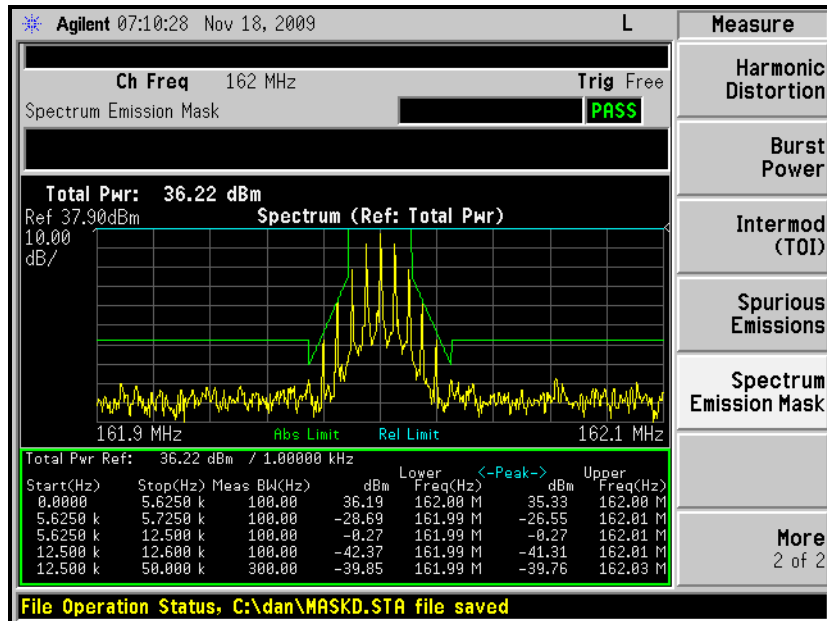 Agilent 07:10:28 Nov 18, 2009 L
Measure
Ch Freq 162 MHz Trig Free
Spectrum Emission Mask PASS
Total Pwr: 36.22 dBm
Ref 37.90dBm Spectrum (Ref: Total Pwr)
10.00
dB/
161.9 MHz Abs Limit Rel Limit 162.1 MHz
Total Pwr Ref: 36.22 dBm / 1.00000 kHz
Lower <-Peak-> Upper
Start(Hz) Stop(Hz) Meas BW(Hz) dBm Freq(Hz) dBm Freq(Hz)
0.0000 5.6250 k 100.00 36.19 162.00 M 35.33 162.00 M
5.6250 k 5.7250 k 100.00 -28.69 161.99 M -26.55 162.01 M
5.6250 k 12.500 k 100.00 -0.27 161.99 M -0.27 162.01 M
12.500 k 12.600 k 100.00 -42.37 161.99 M -41.31 162.01 M
12.500 k 50.000 k 300.00 -39.85 161.99 M -39.76 162.03 M
Harmonic
Distortion
Burst
Power
Intermod
(TOI)
Spurious
Emissions
Spectrum
Emission Mask
More
2 of 2
File Operation Status, C:\dan\MASKD.STA file saved